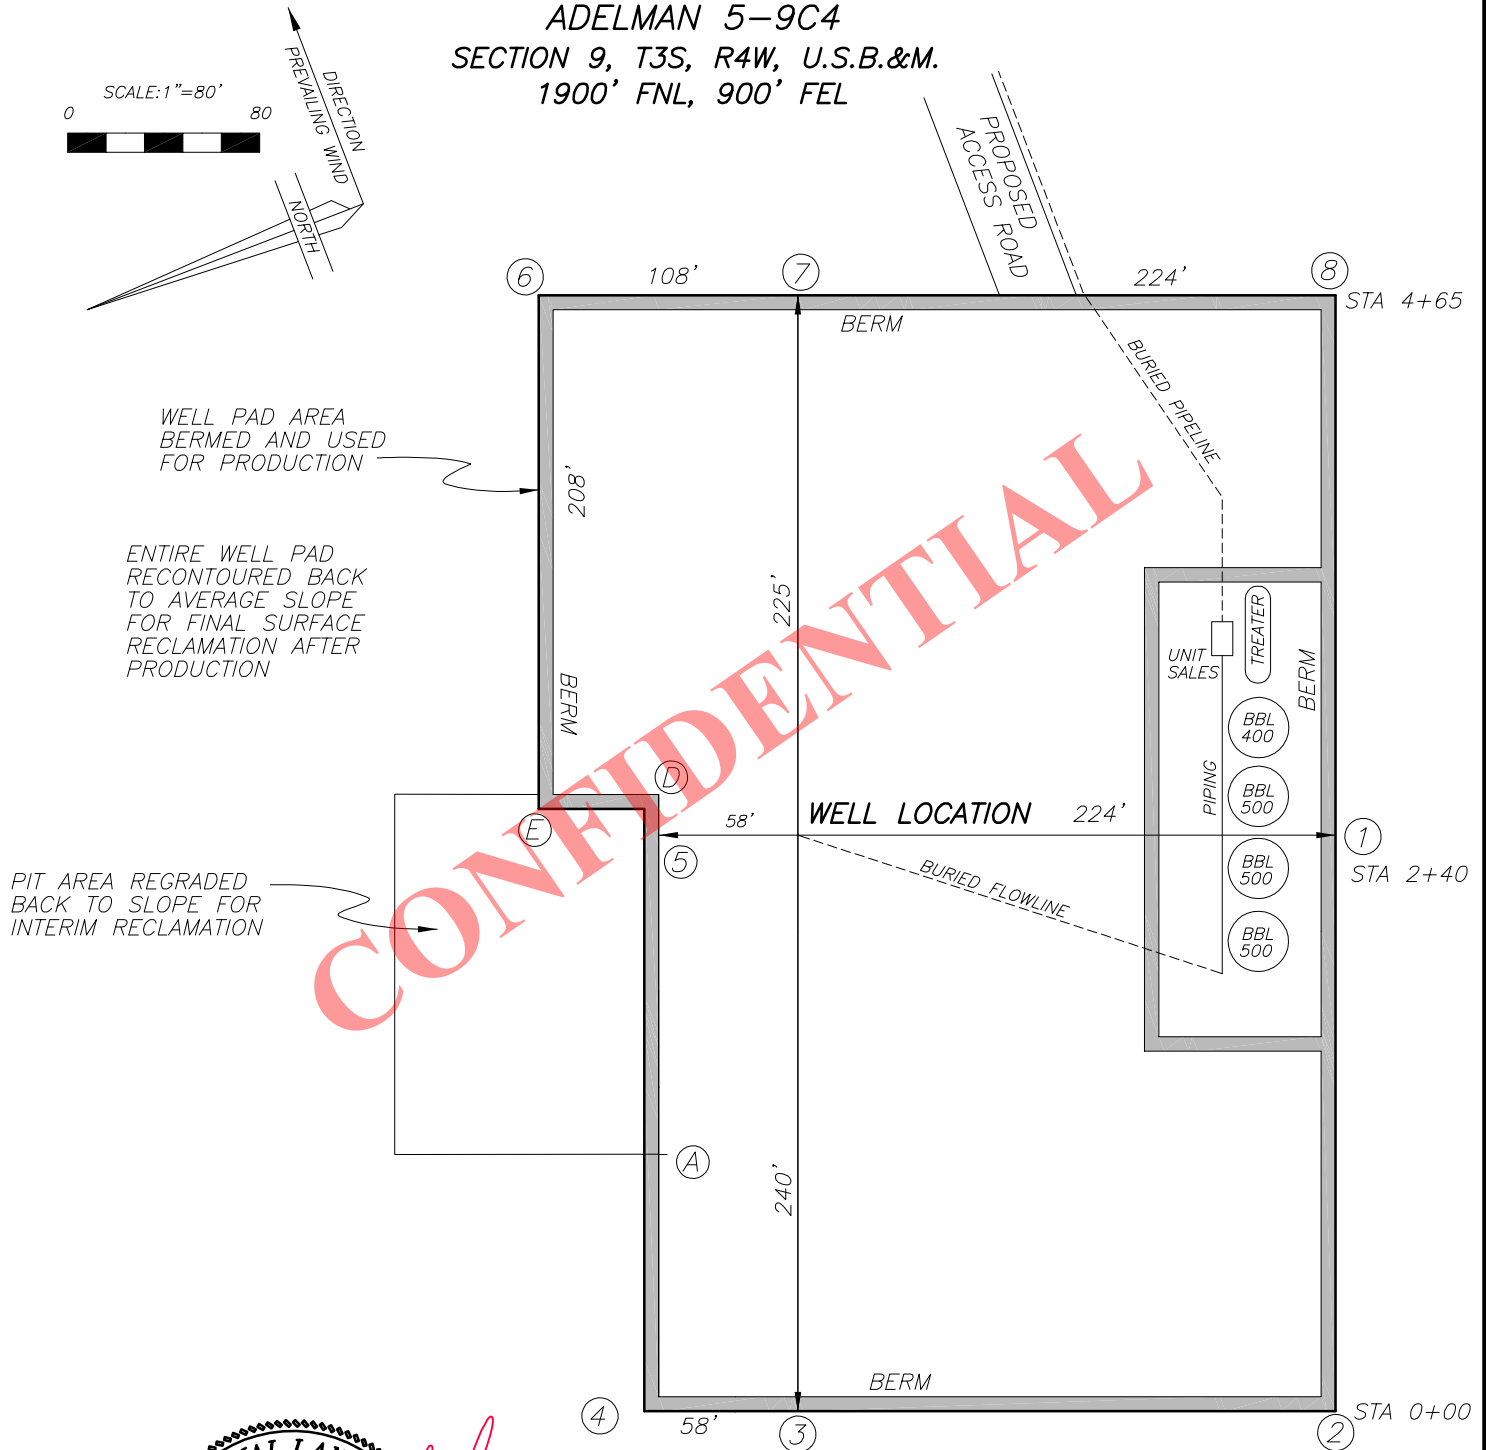 ADELMAN 5-9C4
SECTION 9, T3S, R4W, U.S.B.&M.
1900' FNL, 900' FEL
SCALE: 1"=80'
0
80
DIRECTION
PREVAILING WIND
NORTH
PROPOSED
ACCESS ROAD
6
108'
7
224'
8
STA 4+65
BERM
BURIED PIPELINE
WELL PAD AREA
BERMED AND USED
FOR PRODUCTION
208'
ENTIRE WELL PAD
RECONTOURED BACK
TO AVERAGE SLOPE
FOR FINAL SURFACE
RECLAMATION AFTER
PRODUCTION
225'
BERM
UNIT
SALES
TREATER
BERM
BBL
400
BBL
500
BBL
500
BBL
500
PIPING
D
E
58'
WELL LOCATION
224'
1
5
STA 2+40
BURIED FLOWLINE
PIT AREA REGRADED
BACK TO SLOPE FOR
INTERIM RECLAMATION
CONFIDENTIAL
A
240'
BERM
4
58'
3
2
STA 0+00